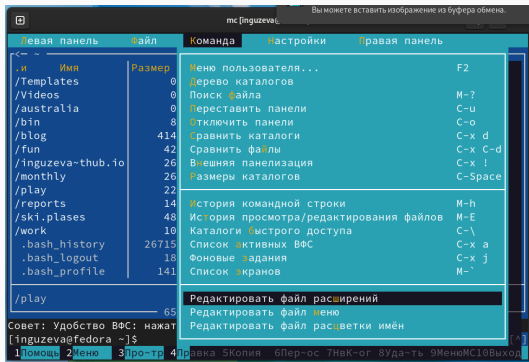 Вы можете вставить изображение из буфера обмена.
mc [inguzeva@
Левая панель Файл Команда Настройки Правая панель
<— ~
.и Имя Размер
/Templates 0
/Videos 0
/australia 0
/bin 8
/blog 414
/fun 42
/inguzeva~thub.io 26
/monthly 26
/play 22
/reports 14
/ski.plases 48
/work 10
.bash_history 26715
.bash_logout 18
.bash_profile 141
/play
65
Меню пользователя... F2
Дерево каталогов
Поиск файла M-?
Переставить панели C-u
Отключить панели C-o
Сравнить каталоги C-x d
Сравнить файлы C-x C-d
Внешняя панелизация C-x !
Размеры каталогов C-Space
История командной строки M-h
История просмотра/редактирования файлов M-E
Каталоги быстрого доступа C-\
Список активных ВФС C-x a
Фоновые задания C-x j
Список экранов M-`
Редактировать файл расширений
Редактировать файл меню
Редактировать файл расцветки имён
Совет: Удобство ВФС: нажат
[inguzeva@fedora ~]$ [^]
1Помощь 2Меню 3Про~тр 4Правка 5Копия 6Пер~ос 7НвК~ог 8Уда~ть 9МенюMC 10Выход